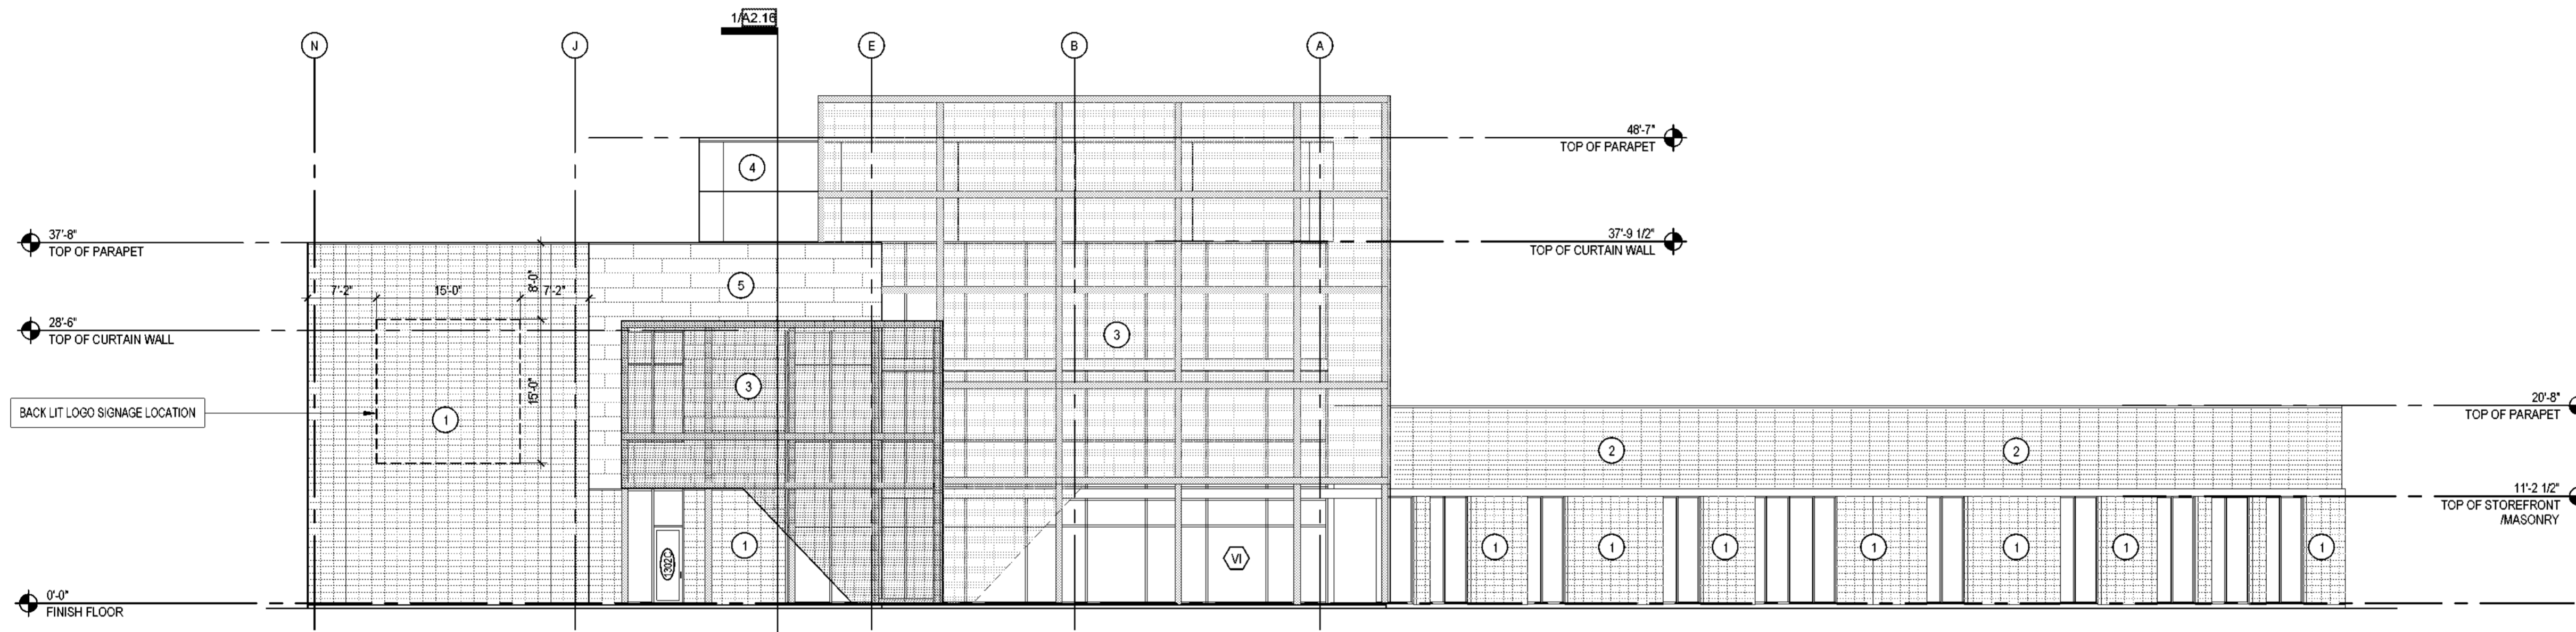 1/A2.16
N
J
E
B
A
48'-7"
TOP OF PARAPET
4
37'-8"
TOP OF PARAPET
37'-9 1/2"
TOP OF CURTAIN WALL
8'-0"
5
7'-2"
15'-0"
7'-2"
28'-6"
TOP OF CURTAIN WALL
3
3
15'-0"
BACK LIT LOGO SIGNAGE LOCATION
1
20'-8"
TOP OF PARAPET
2
2
11'-2 1/2"
TOP OF STOREFRONT
/MASONRY
1302C
1
VI
1
1
1
1
1
1
1
0'-0"
FINISH FLOOR